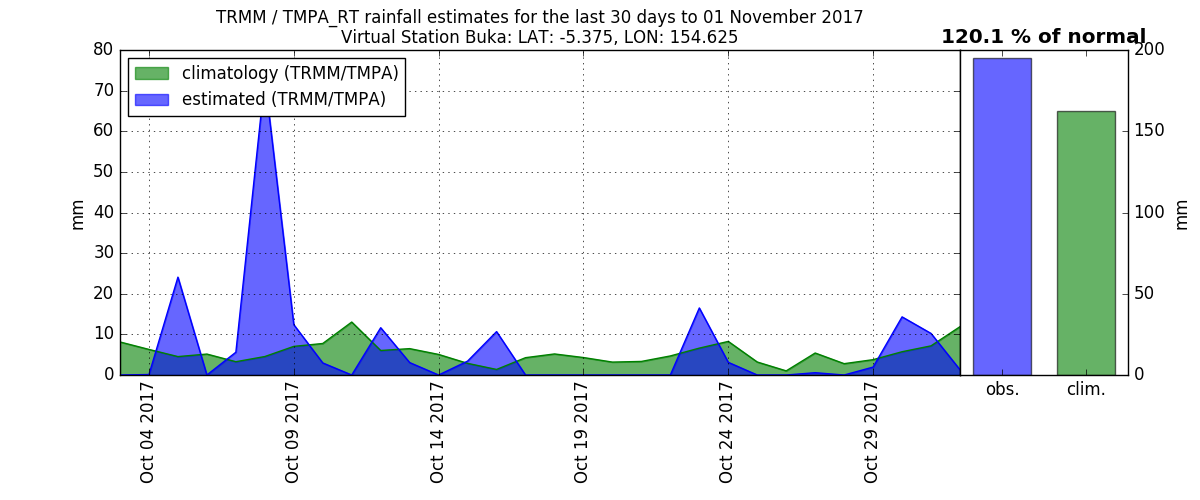 TRMM / TMPA_RT rainfall estimates for the last 30 days to 01 November 2017
Virtual Station Buka: LAT: -5.375, LON: 154.625
120.1 % of normal
climatology (TRMM/TMPA)
estimated (TRMM/TMPA)
80
70
60
50
40
30
20
10
0
mm
Oct 04 2017
Oct 09 2017
Oct 14 2017
Oct 19 2017
Oct 24 2017
Oct 29 2017
200
150
100
50
0
mm
obs.
clim.